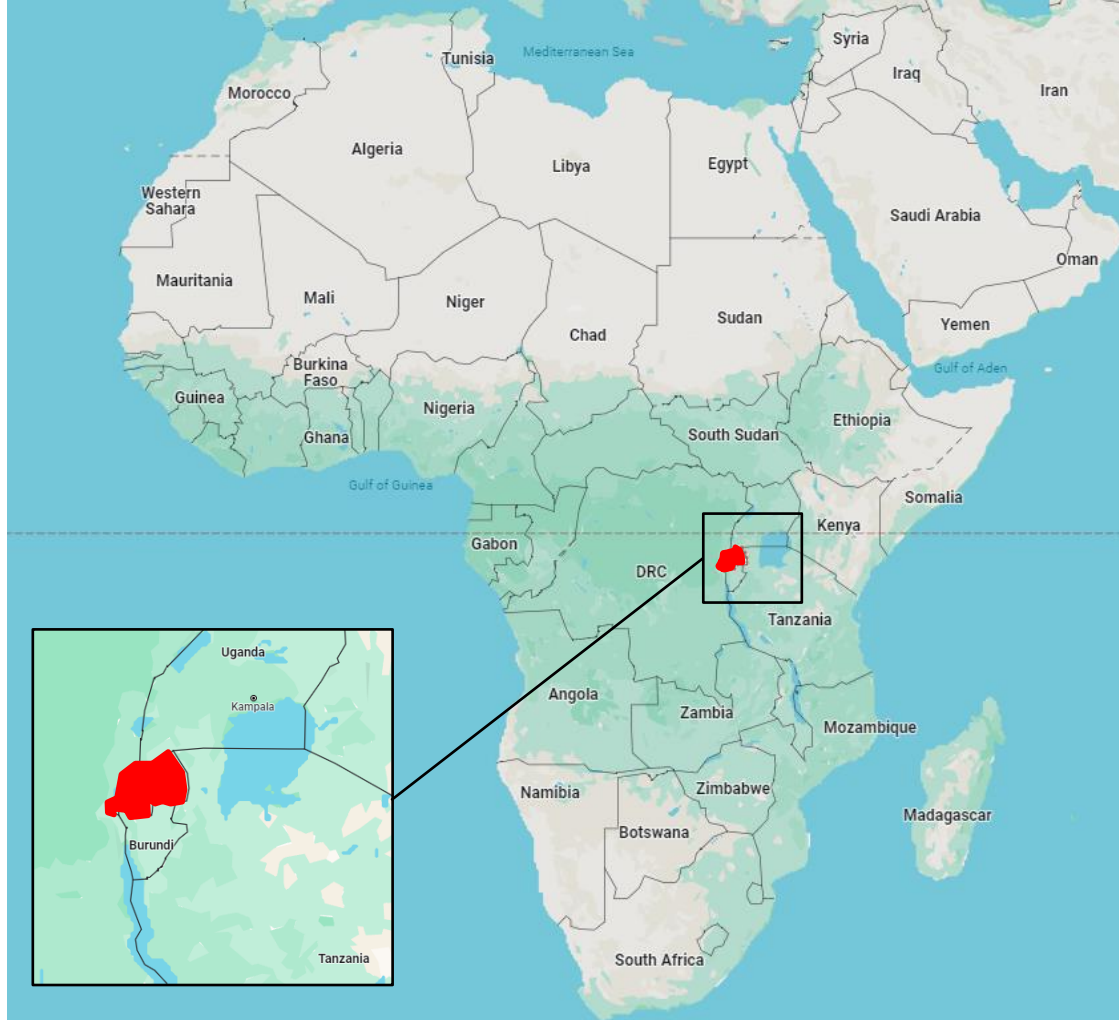 Mediterranean Sea
Syria
Tunisia
Iraq
Iran
Morocco
Algeria
Libya
Egypt
Western
Sahara
Saudi Arabia
Oman
Mauritania
Mali
Niger
Chad
Sudan
Yemen
Gulf of Aden
Burkina
Faso
Guinea
Nigeria
Ghana
South Sudan
Ethiopia
Gulf of Guinea
Somalia
Kenya
Gabon
DRC
Tanzania
Angola
Zambia
Mozambique
Namibia
Zimbabwe
Botswana
Madagascar
South Africa
Uganda
Kampala
Burundi
Tanzania